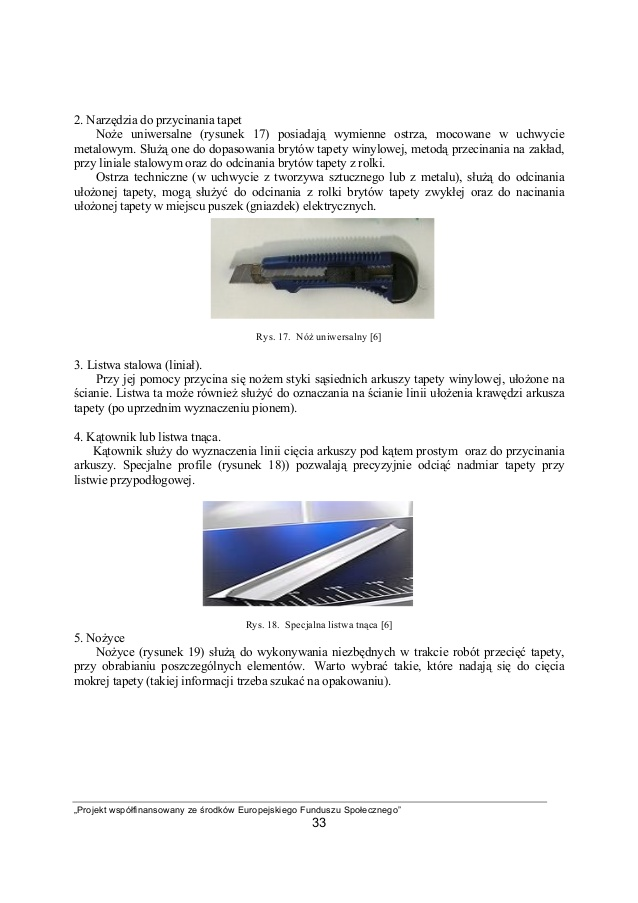 2. Narzędzia do przycinania tapet
Noże uniwersalne (rysunek 17) posiadają wymienne ostrza, mocowane w uchwycie
metalowym. Służą one do dopasowania brytów tapety winylowej, metodą przecinania na zakład,
przy liniale stalowym oraz do odcinania brytów tapety z rolki.
Ostrza techniczne (w uchwycie z tworzywa sztucznego lub z metalu), służą do odcinania
ułożonej tapety, mogą służyć do odcinania z rolki brytów tapety zwykłej oraz do nacinania
ułożonej tapety w miejscu puszek (gniazdek) elektrycznych.
Rys. 17. Nóż uniwersalny [6]
3. Listwa stalowa (liniał).
Przy jej pomocy przycina się nożem styki sąsiednich arkuszy tapety winylowej, ułożone na
ścianie. Listwa ta może również służyć do oznaczania na ścianie linii ułożenia krawędzi arkusza
tapety (po uprzednim wyznaczeniu pionem).
4. Kątownik lub listwa tnąca.
Kątownik służy do wyznaczenia linii cięcia arkuszy pod kątem prostym oraz do przycinania
arkuszy. Specjalne profile (rysunek 18)) pozwalają precyzyjnie odciąć nadmiar tapety przy
listwie przypodłogowej.
Rys. 18. Specjalna listwa tnąca [6]
5. Nożyce
Nożyce (rysunek 19) służą do wykonywania niezbędnych w trakcie robót przecięć tapety,
przy obrabianiu poszczególnych elementów. Warto wybrać takie, które nadają się do cięcia
mokrej tapety (takiej informacji trzeba szukać na opakowaniu).
„Projekt współfinansowany ze środków Europejskiego Funduszu Społecznego”
33